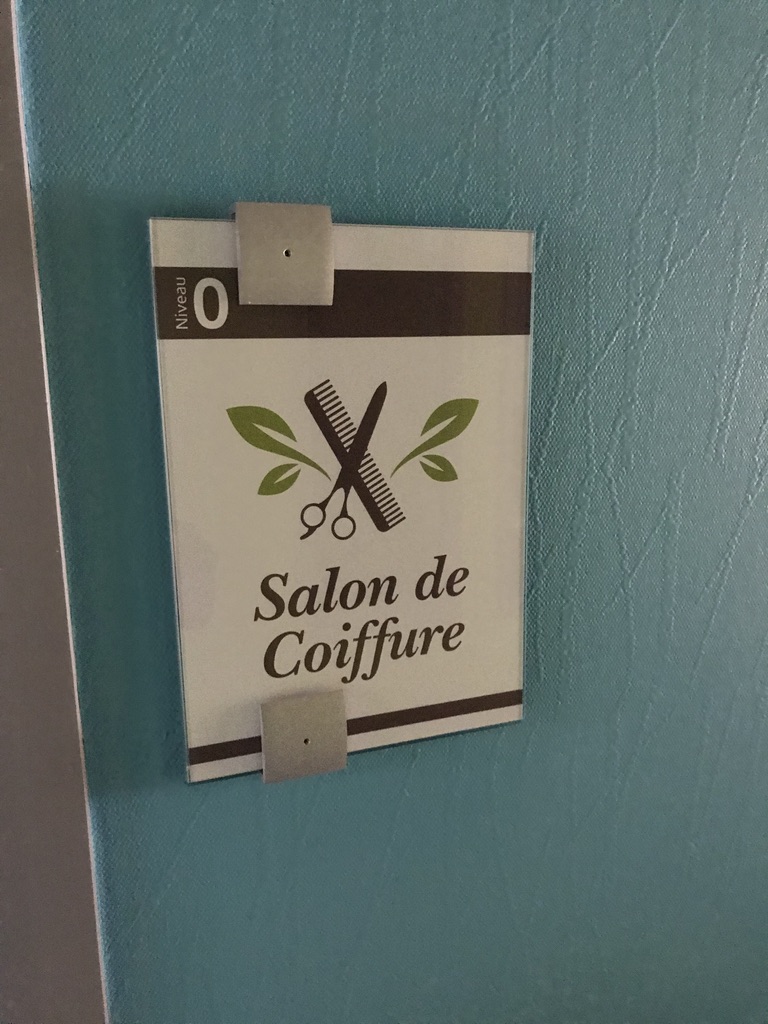 Niveau 0
Salon de
Coiffure